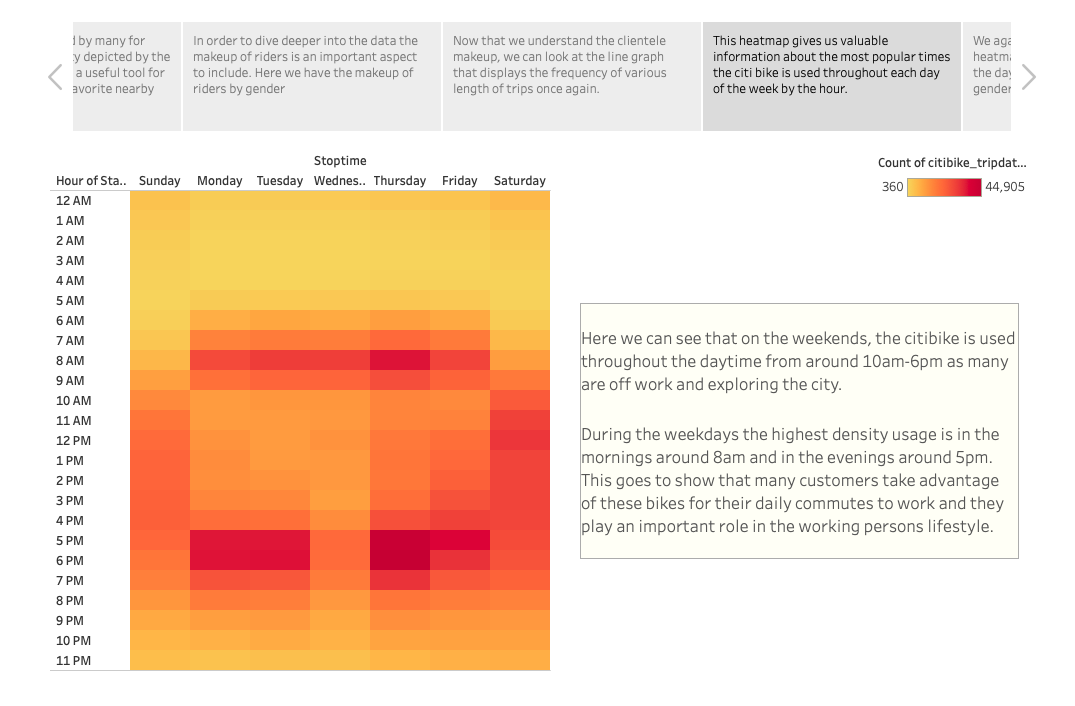 d by many for
y depicted by the
a useful tool for
avorite nearby
In order to dive deeper into the data the
makeup of riders is an important aspect
to include. Here we have the makeup of
riders by gender
Now that we understand the clientele
makeup, we can look at the line graph
that displays the frequency of various
length of trips once again.
This heatmap gives us valuable
information about the most popular times
the citi bike is used throughout each day
of the week by the hour.
We aga
heatma
the day
gender
Stoptime
Hour of Sta.. Sunday Monday Tuesday Wednes.. Thursday Friday Saturday
12 AM
1 AM
2 AM
3 AM
4 AM
5 AM
6 AM
7 AM
8 AM
9 AM
10 AM
11 AM
12 PM
1 PM
2 PM
3 PM
4 PM
5 PM
6 PM
7 PM
8 PM
9 PM
10 PM
11 PM
Count of citibike_tripdat...
360 44,905
Here we can see that on the weekends, the citibike is used
throughout the daytime from around 10am-6pm as many
are off work and exploring the city.
During the weekdays the highest density usage is in the
mornings around 8am and in the evenings around 5pm.
This goes to show that many customers take advantage
of these bikes for their daily commutes to work and they
play an important role in the working persons lifestyle.